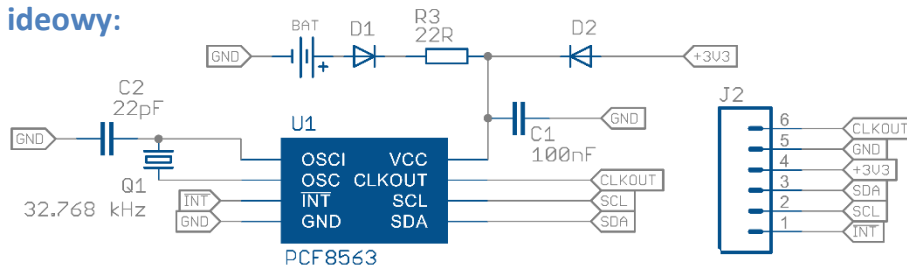 ideowy:
GND
BAT
+
D1
R3
22R
D2
+3V3
C2
22pF
GND
Q1
32.768 kHz
U1
OSCI
OSC
INT
GND
VCC
CLKOUT
SCL
SDA
PCF8563
INT
GND
C1
100nF
GND
CLKOUT
SCL
SDA
J2
6 CLKOUT
5 GND
4 +3V3
3 SDA
2 SCL
1 INT